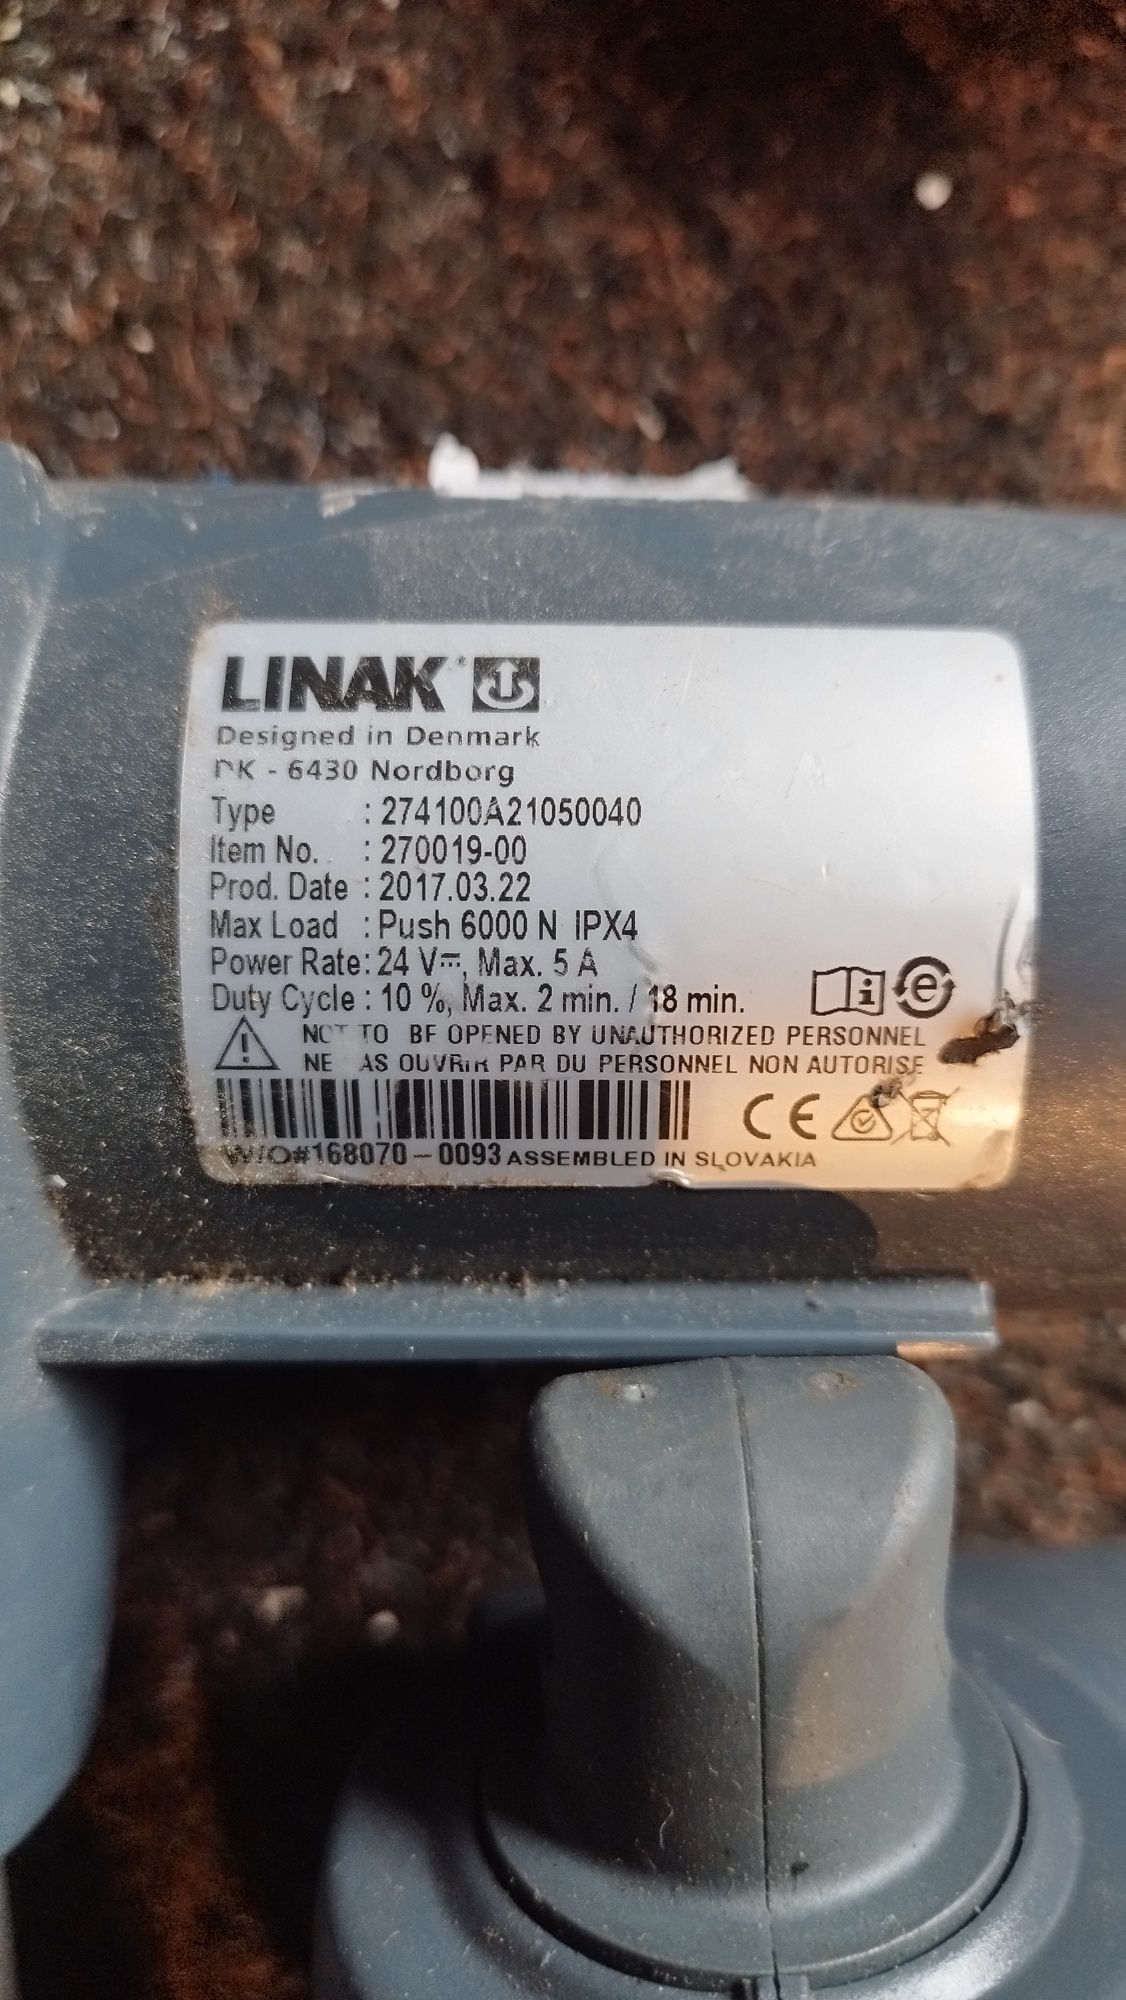 LINAK
Designed in Denmark
DK - 6430 Nordborg
Type : 274100A21050040
Item No. : 270019-00
Prod. Date : 2017.03.22
Max Load : Push 6000 N IPX4
Power Rate: 24 V⎓, Max. 5 A
Duty Cycle : 10 %, Max. 2 min. / 18 min.
NOT TO BE OPENED BY UNAUTHORIZED PERSONNEL
NE PAS OUVRIR PAR DU PERSONNEL NON AUTORISE
CE
W/O#168070-0093 ASSEMBLED IN SLOVAKIA